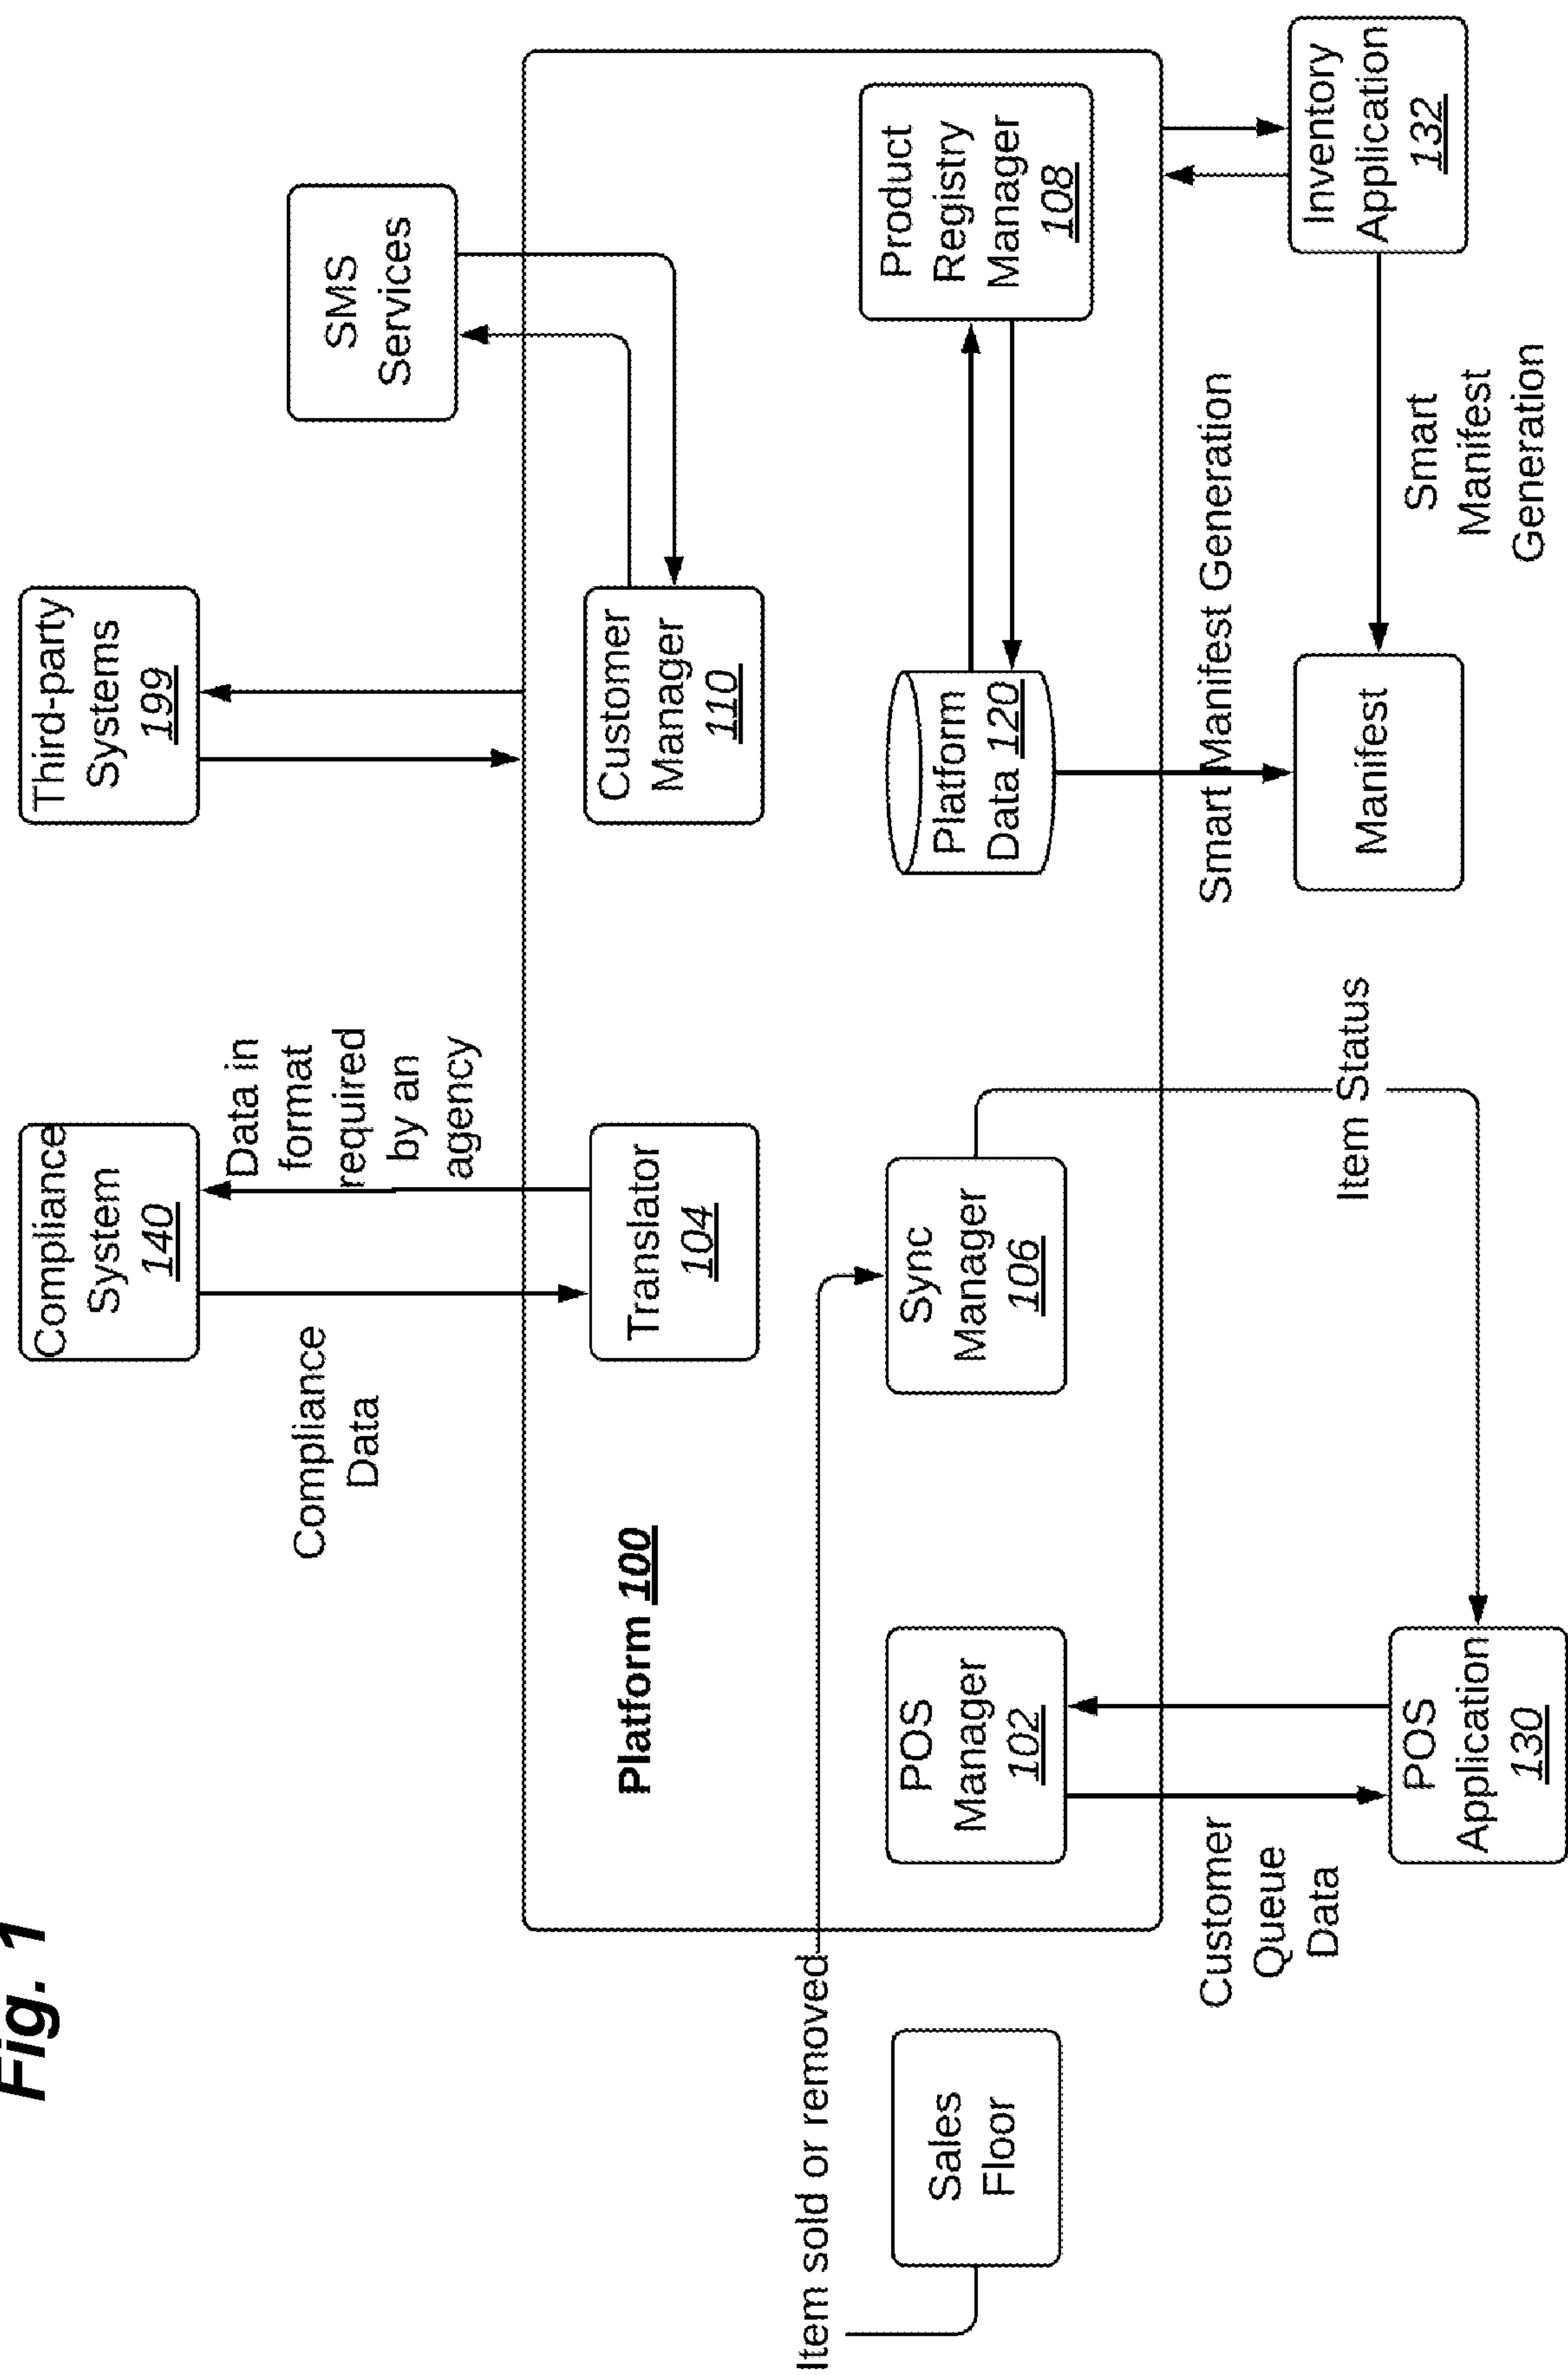 Fig. 1
Compliance
System
140
Third-party
Systems
199
SMS
Services
Compliance
Data
Data in
format
required
by an
agency
Platform 100
Translator
104
Customer
Manager
110
Item sold or removed
Sales
Floor
POS
Manager
102
Sync
Manager
106
Platform
Data 120
Product
Registry
Manager
108
Customer
Queue
Data
Item Status
Smart Manifest Generation
POS
Application
130
Manifest
Smart
Manifest
Generation
Inventory
Application
132